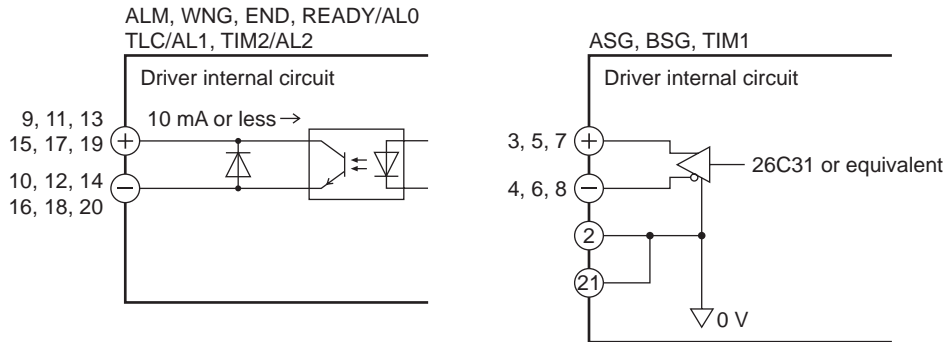 ALM, WNG, END, READY/AL0
TLC/AL1, TIM2/AL2
Driver internal circuit
9, 11, 13
15, 17, 19
+
10 mA or less→
10, 12, 14
16, 18, 20
−
ASG, BSG, TIM1
Driver internal circuit
3, 5, 7
+
26C31 or equivalent
4, 6, 8
−
2
21
0 V